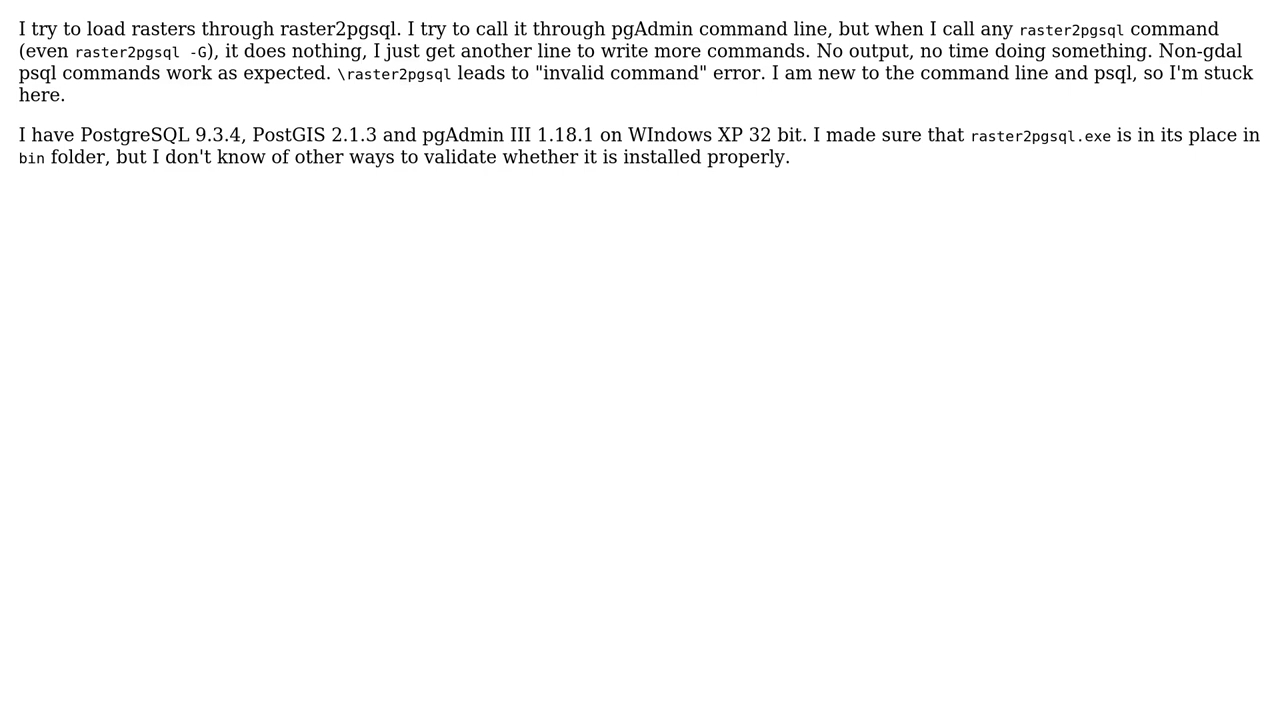 I try to load rasters through raster2pgsql. I try to call it through pgAdmin command line, but when I call any raster2pgsql command
(even raster2pgsql -G), it does nothing, I just get another line to write more commands. No output, no time doing something. Non-gdal
psql commands work as expected. \raster2pgsql leads to "invalid command" error. I am new to the command line and psql, so I'm stuck
here.
I have PostgreSQL 9.3.4, PostGIS 2.1.3 and pgAdmin III 1.18.1 on WIndows XP 32 bit. I made sure that raster2pgsql.exe is in its place in
bin folder, but I don't know of other ways to validate whether it is installed properly.